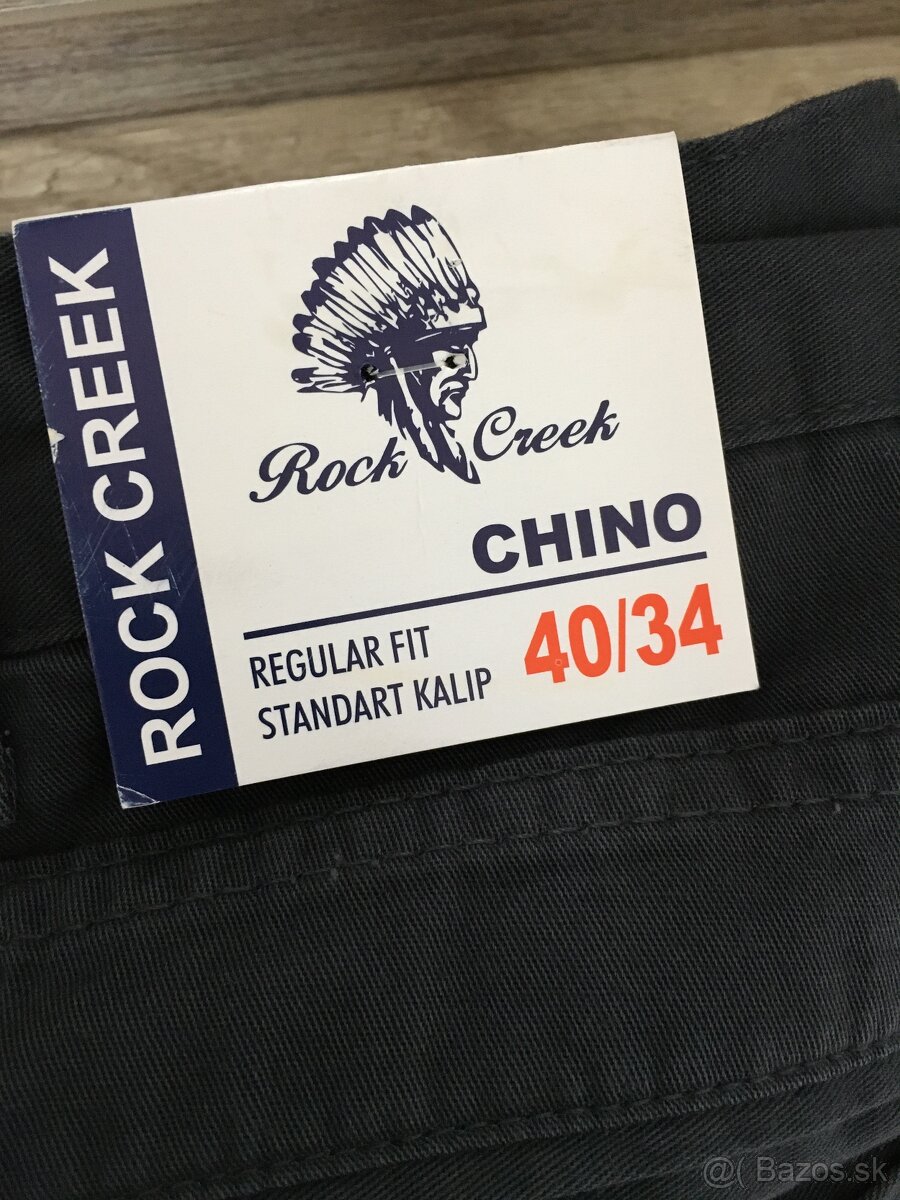 ROCK CREEK
Rock Creek
CHINO
REGULAR FIT
STANDART KALIP
40/34
@( Bazos.sk